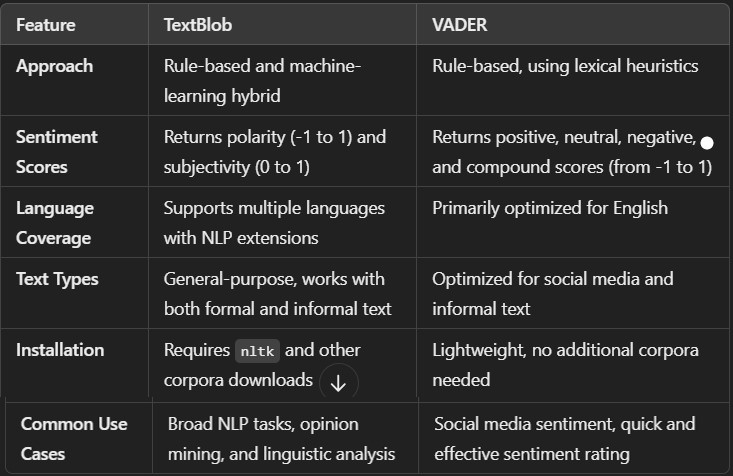 Feature TextBlob VADER
Approach Rule-based and machine- Rule-based, using lexical heuristics
learning hybrid
Sentiment Returns polarity (-1 to 1) and Returns positive, neutral, negative,
Scores subjectivity (0 to 1) and compound scores (from -1 to 1)
Language Supports multiple languages Primarily optimized for English
Coverage with NLP extensions
Text Types General-purpose, works with Optimized for social media and
both formal and informal text informal text
Installation Requires nltk and other Lightweight, no additional corpora
corpora downloads needed
Common Use Broad NLP tasks, opinion Social media sentiment, quick and
Cases mining, and linguistic analysis effective sentiment rating